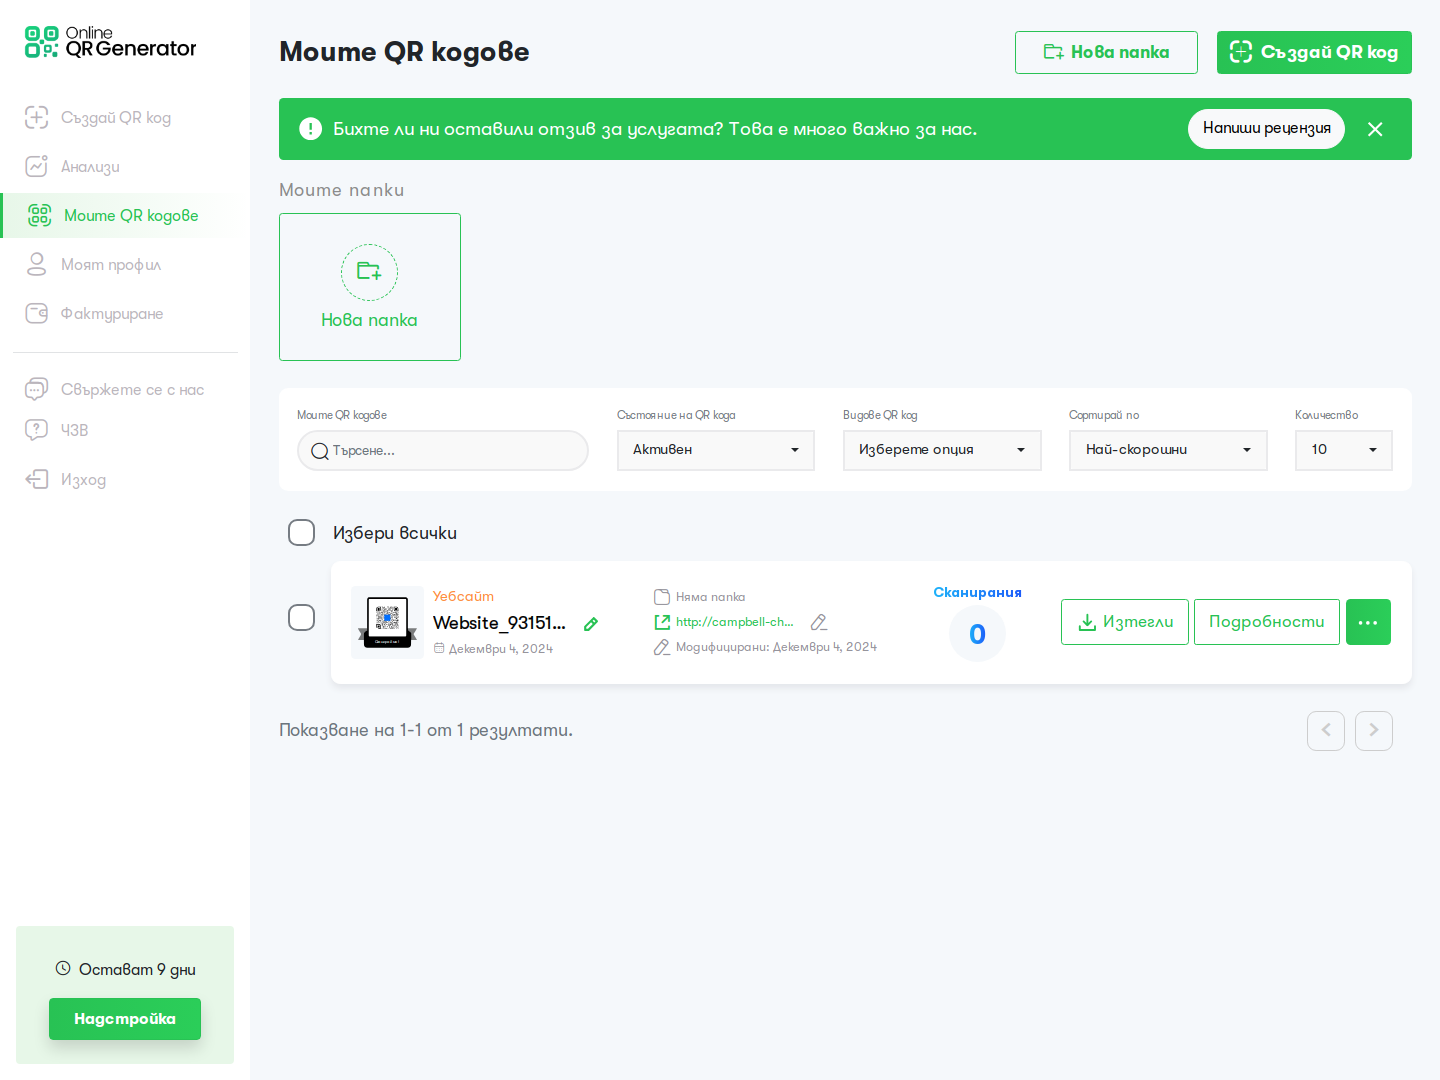 Online
QR Generator
Създай QR код
Анализи
Моите QR кодове
Моят профил
Фактуриране
Свържете се с нас
ЧЗВ
Изход
Остават 9 дни
Надстройка
Моите QR кодове
Нова папка
Създай QR код
Бихте ли ни оставили отзив за услугата? Това е много важно за нас.
Напиши рецензия
Моите папки
Нова папка
Моите QR кодове
Търсене...
Състояние на QR кода
Активен
Видове QR код
Изберете опция
Сортирай по
Най-скорошни
Количество
10
Избери всички
Уебсайт
Website_93151...
Декември 4, 2024
Няма папка
http://campbell-ch...
Модифицирани: Декември 4, 2024
Сканирания
0
Изтегли
Подробности
Показване на 1-1 от 1 резултати.